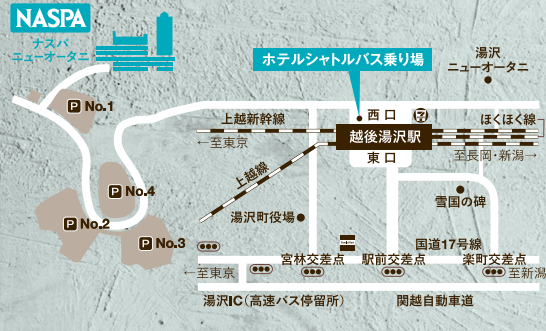 NASPA
ナスパ
ニューオータニ
ホテルシャトルバス乗り場
湯沢
ニューオータニ
P No.1
上越新幹線
西口
7
ほくほく線
←至東京
越後湯沢駅
東口
至長岡・新潟→
上越線
P No.4
雪国の碑
P No.2
湯沢町役場
P No.3
国道17号線
宮林交差点
駅前交差点
楽町交差点
←至東京
至新潟
湯沢IC(高速バス停留所)
関越自動車道